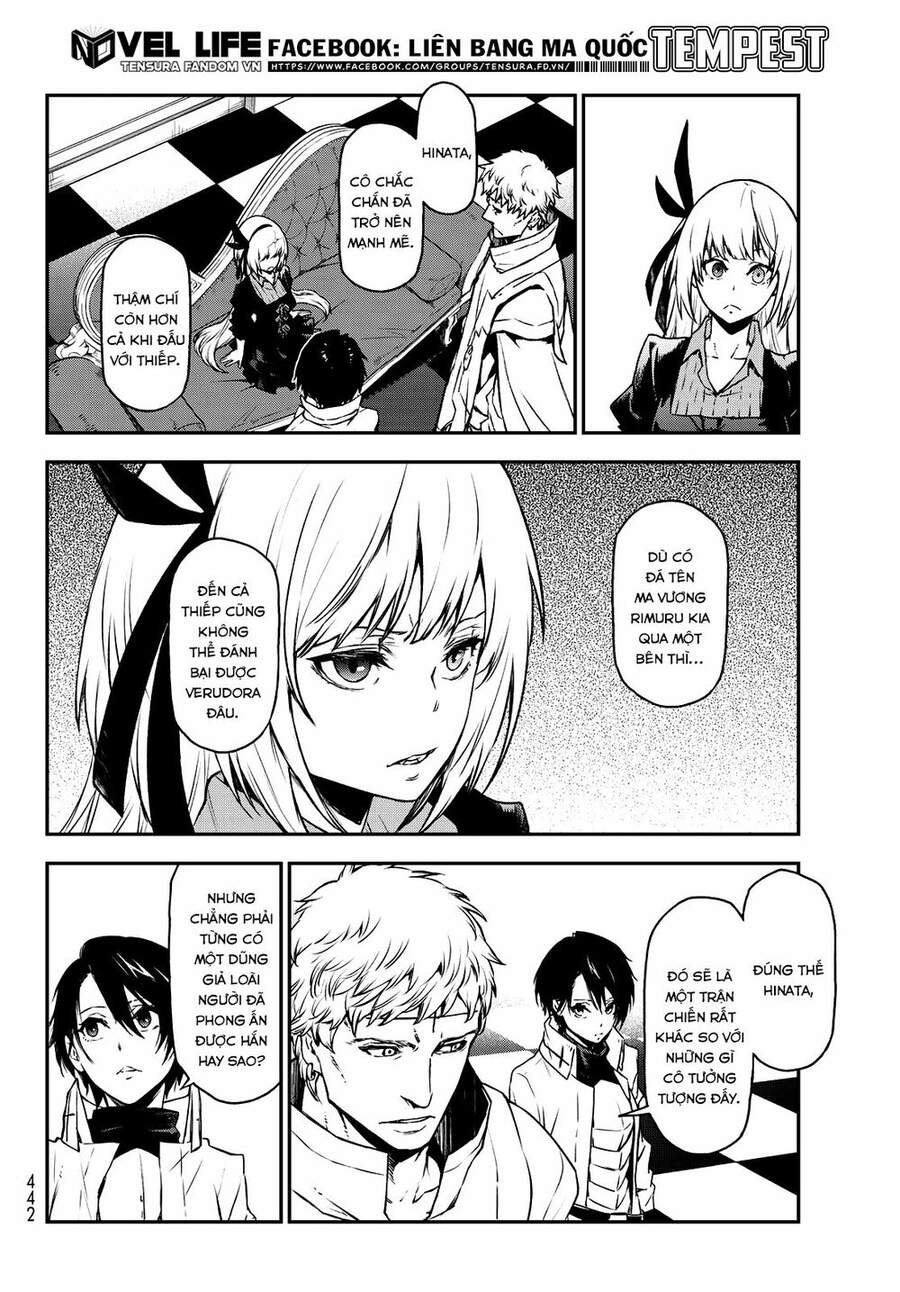 NOVEL LIFE
TENSURA FANDOM VN
FACEBOOK: LIÊN BANG MA QUỐC
HTTPS://WWW.FACEBOOK.COM/GROUPS/TENSURA.FD.VN/
TEMPEST
HINATA,
CÔ CHẮC
CHẮN ĐÃ
TRỞ NÊN
MẠNH MẼ.
THẬM CHÍ
CÒN HƠN
CẢ KHI ĐẤU
VỚI THIẾP.
DÙ CÓ
ĐÁ TÊN
MA VƯƠNG
RIMURU KIA
QUA MỘT
BÊN THÌ...
ĐẾN CẢ
THIẾP CŨNG
KHÔNG
THỂ ĐÁNH
BẠI ĐƯỢC
VERUDORA
ĐÂU.
ĐÚNG THẾ
HINATA,
ĐÓ SẼ LÀ
MỘT TRẬN
CHIẾN RẤT
KHÁC SO VỚI
NHỮNG GÌ
CÔ TƯỞNG
TƯỢNG ĐẤY.
NHƯNG
CHẲNG PHẢI
TỪNG CÓ
MỘT DŨNG
GIẢ LOÀI
NGƯỜI ĐÃ
PHONG ẤN
ĐƯỢC HẮN
HAY SAO?
442